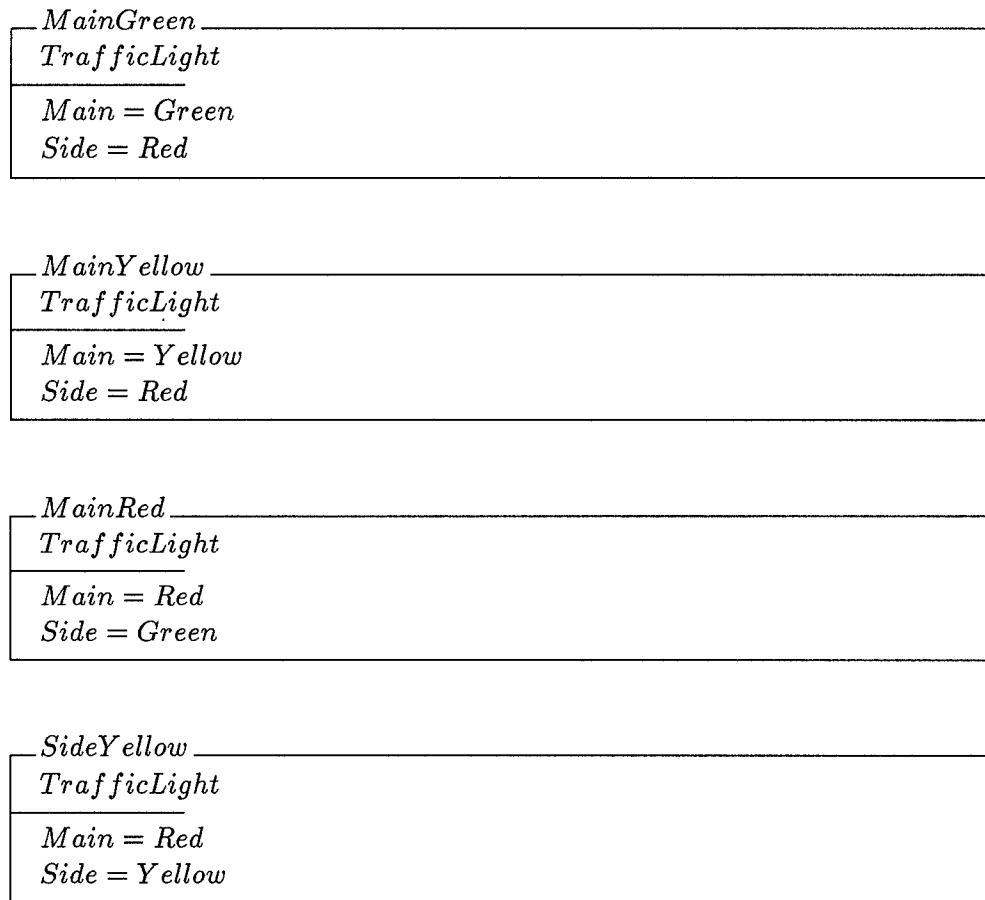 MainGreen
TrafficLight
Main = Green
Side = Red
MainYellow
TrafficLight
Main = Yellow
Side = Red
MainRed
TrafficLight
Main = Red
Side = Green
SideYellow
TrafficLight
Main = Red
Side = Yellow